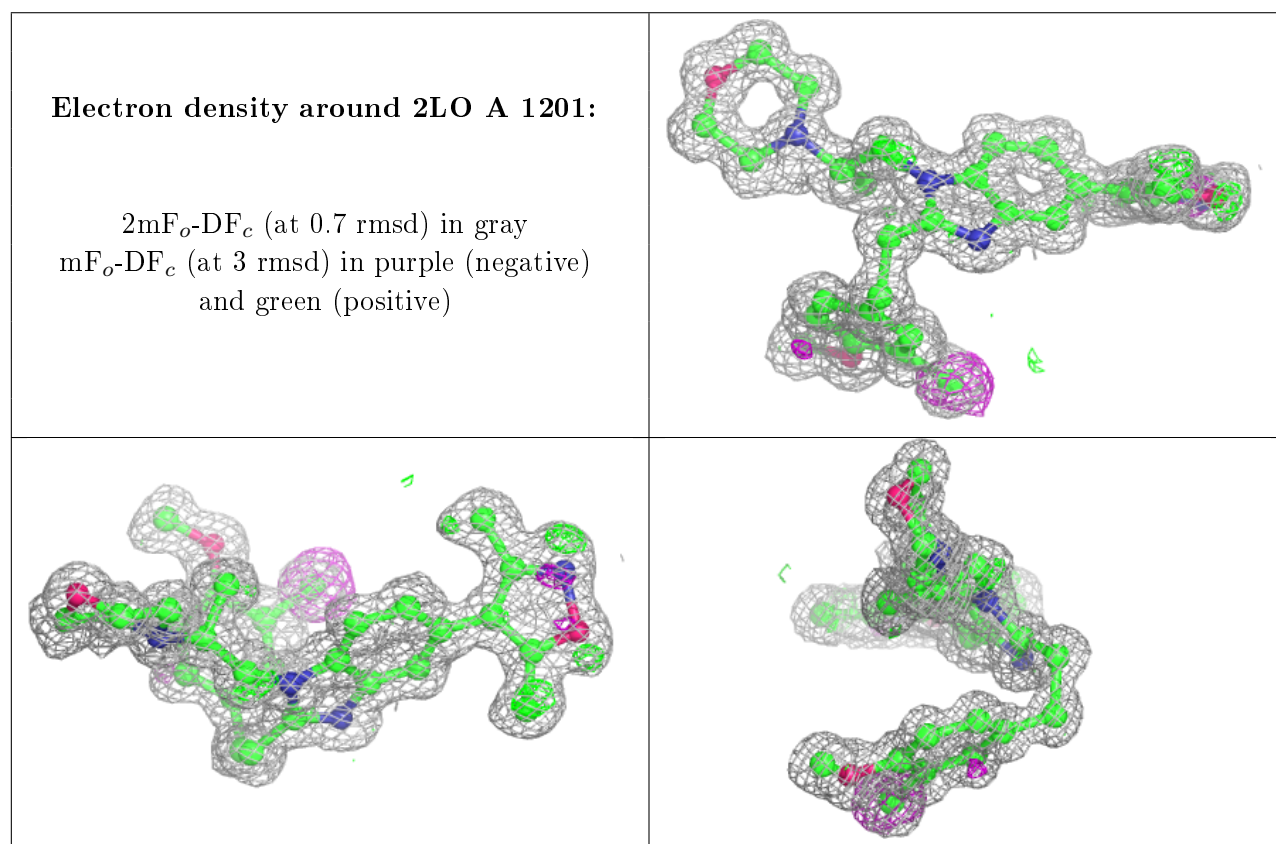 Electron density around 2LO A 1201:
2mFo-DFc (at 0.7 rmsd) in gray
mFo-DFc (at 3 rmsd) in purple (negative)
and green (positive)